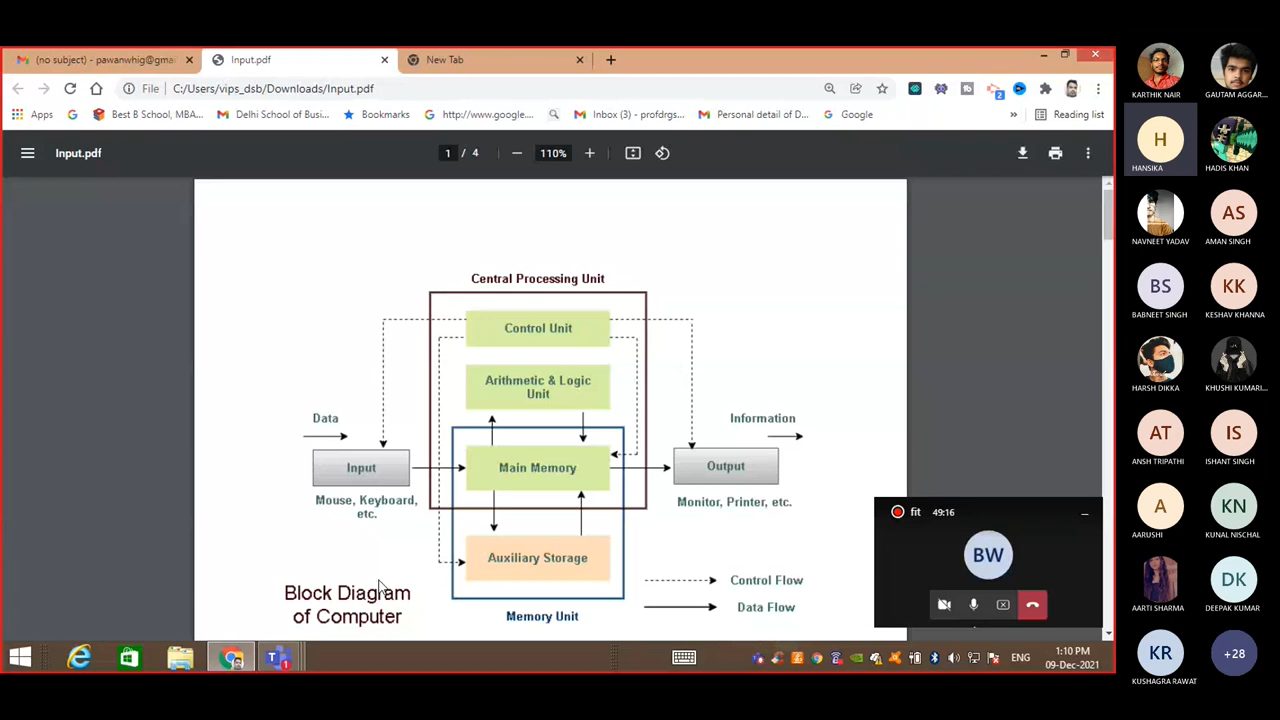 (no subject) - pawanwhig@gmai
Input.pdf
New Tab
File
C:/Users/vips_dsb/Downloads/Input.pdf
2
Apps
Best B School, MBA...
Delhi School of Busi...
Bookmarks
http://www.google...
Inbox (3) - profdrgs...
Personal detail of D...
Google
»
Reading list
Input.pdf
1 / 4
110%
Central Processing Unit
Control Unit
Arithmetic & Logic
Unit
Data
Information
Input
Main Memory
Output
Mouse, Keyboard,
etc.
Monitor, Printer, etc.
Auxiliary Storage
Control Flow
Data Flow
Block Diagram
of Computer
Memory Unit
fit
49:16
BW
1
ENG
1:10 PM
09-Dec-2021
KARTHIK NAIR
GAUTAM AGGAR...
H
HANSIKA
HADIS KHAN
NAVNEET YADAV
AS
AMAN SINGH
BS
BABNEET SINGH
KK
KESHAV KHANNA
HARSH DIKKA
KHUSHI KUMARI...
AT
ANSH TRIPATHI
IS
ISHANT SINGH
A
AARUSHI
KN
KUNAL NISCHAL
AARTI SHARMA
DK
DEEPAK KUMAR
KR
KUSHAGRA RAWAT
+28